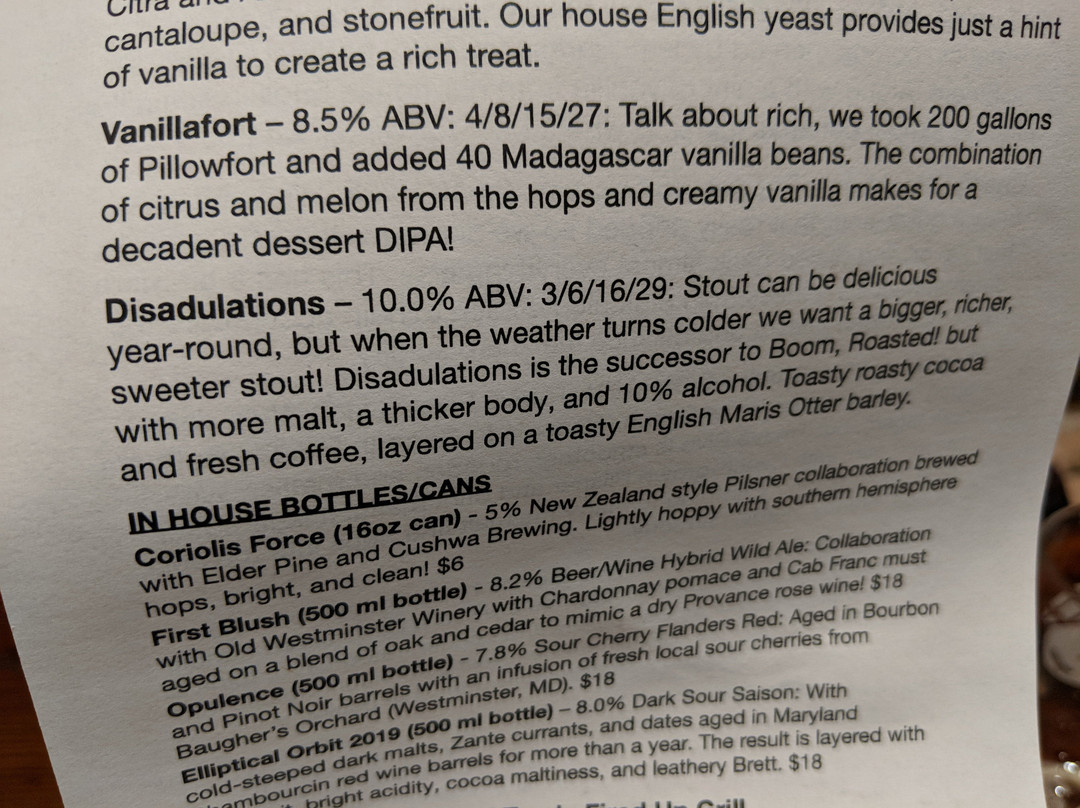 Citra and
cantaloupe, and stonefruit. Our house English yeast provides just a hint
of vanilla to create a rich treat.
Vanillafort – 8.5% ABV: 4/8/15/27: Talk about rich, we took 200 gallons
of Pillowfort and added 40 Madagascar vanilla beans. The combination
of citrus and melon from the hops and creamy vanilla makes for a
decadent dessert DIPA!
Disadulations – 10.0% ABV: 3/6/16/29: Stout can be delicious
year-round, but when the weather turns colder we want a bigger, richer,
sweeter stout! Disadulations is the successor to Boom, Roasted! but
with more malt, a thicker body, and 10% alcohol. Toasty roasty cocoa
and fresh coffee, layered on a toasty English Maris Otter barley.
IN HOUSE BOTTLES/CANS
Coriolis Force (16oz can) - 5% New Zealand style Pilsner collaboration brewed
with Elder Pine and Cushwa Brewing. Lightly hoppy with southern hemisphere
hops, bright, and clean! $6
First Blush (500 ml bottle) - 8.2% Beer/Wine Hybrid Wild Ale: Collaboration
with Old Westminster Winery with Chardonnay pomace and Cab Franc must
aged on a blend of oak and cedar to mimic a dry Provance rose wine! $18
Opulence (500 ml bottle) - 7.8% Sour Cherry Flanders Red: Aged in Bourbon
and Pinot Noir barrels with an infusion of fresh local sour cherries from
Baugher's Orchard (Westminster, MD). $18
Elliptical Orbit 2019 (500 ml bottle) – 8.0% Dark Sour Saison: With
cold-steeped dark malts, Zante currants, and dates aged in Maryland
ambourcin red wine barrels for more than a year. The result is layered with
bright acidity, cocoa maltiness, and leathery Brett. $18